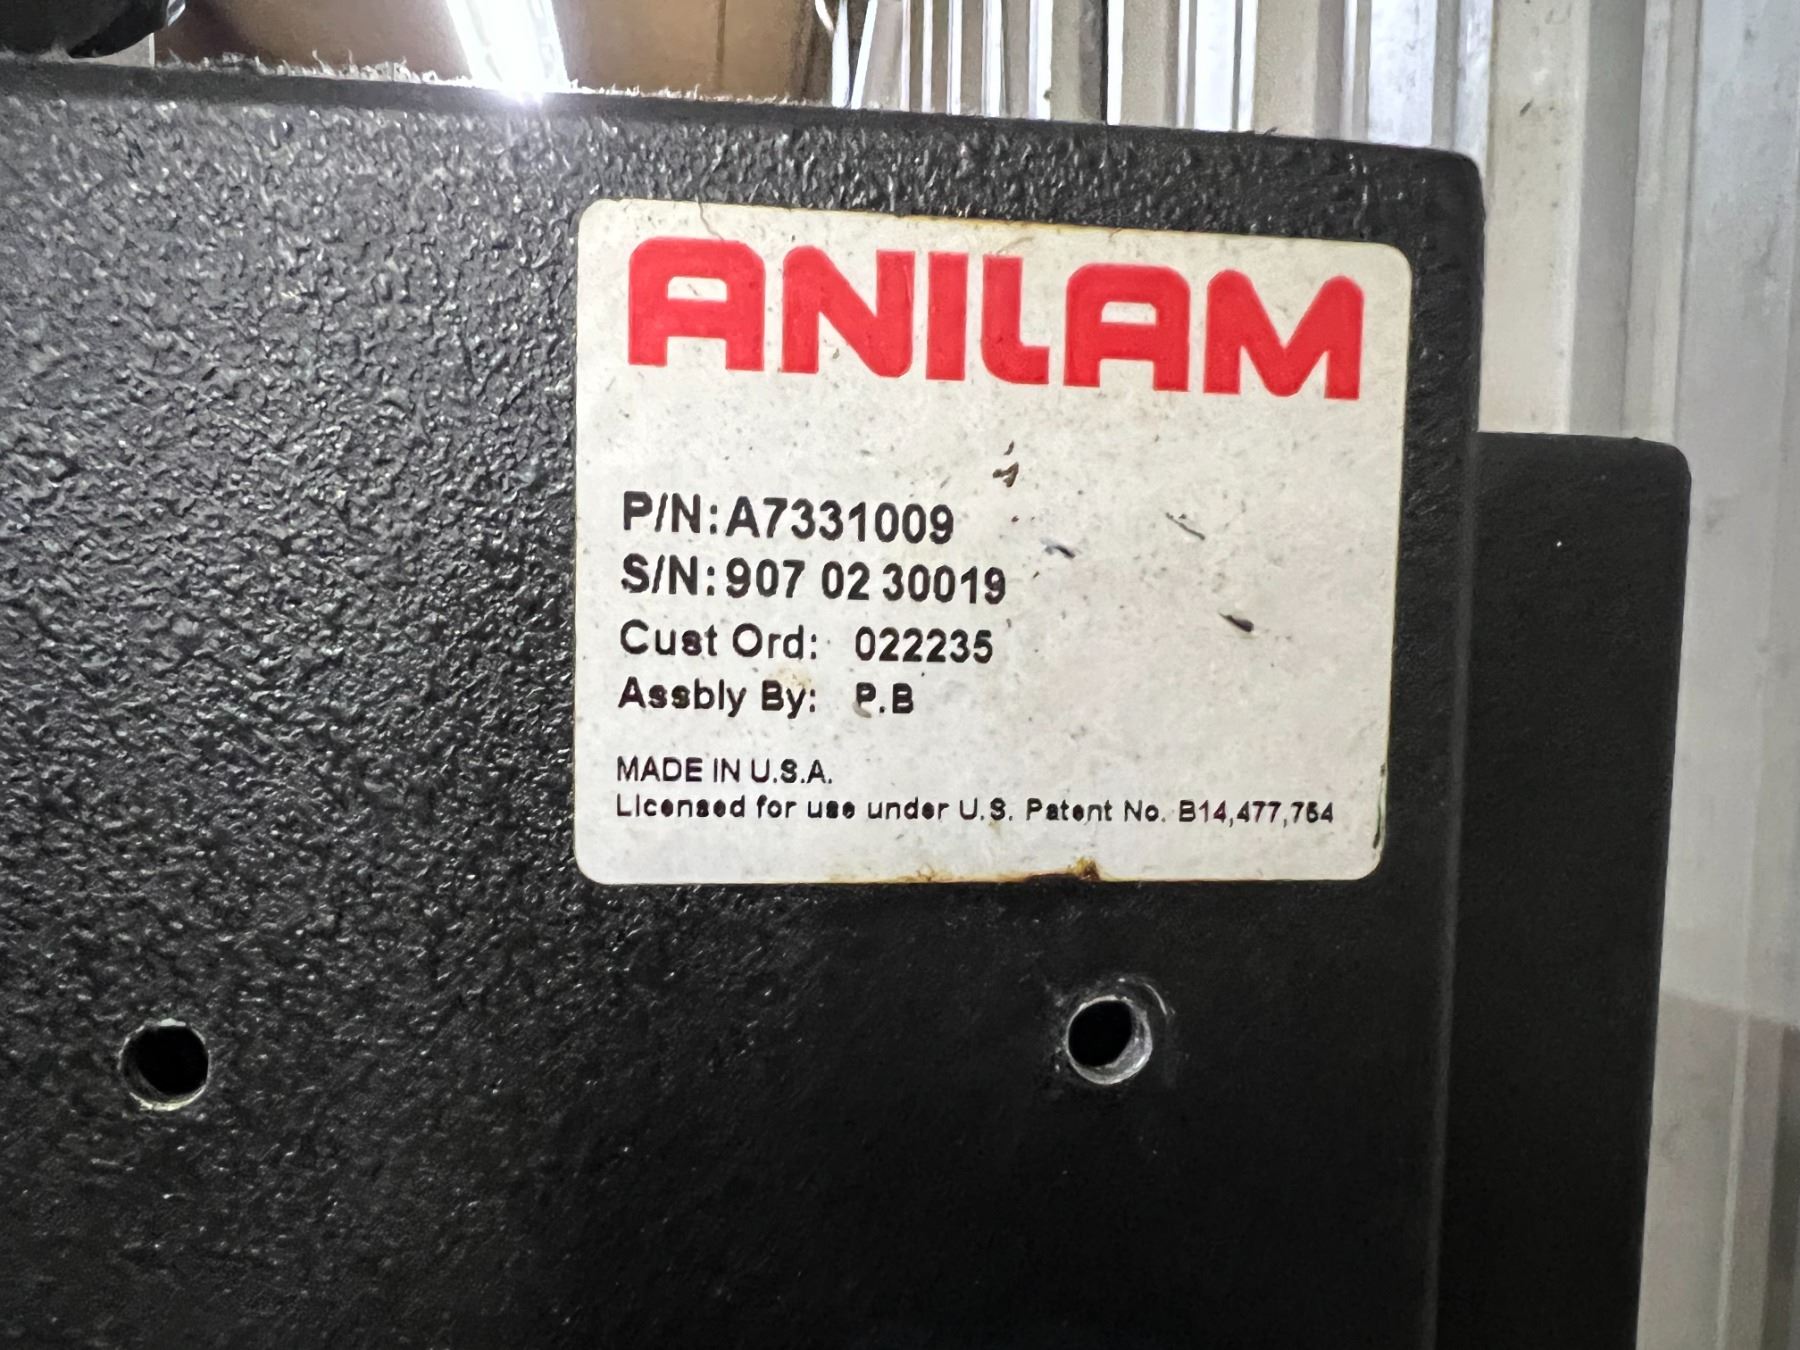 ANILAM
P/N: A7331009
S/N: 907 02 30019
Cust Ord: 022235
Assbly By: P.B
MADE IN U.S.A.
Licensed for use under U.S. Patent No. B14,477,754